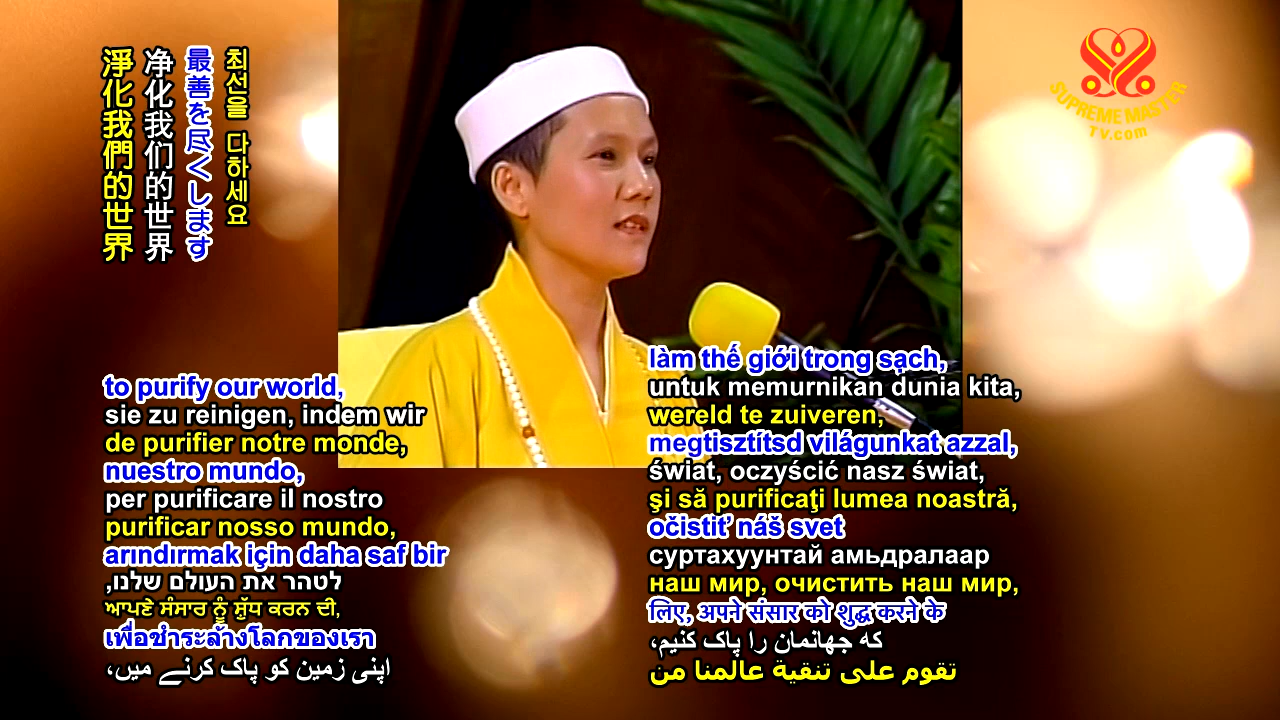 최선을 다하세요
最善を尽くします
净化我们的世界
淨化我們的世界
SUPREME MASTER
TV.com
to purify our world,
sie zu reinigen, indem wir
de purifier notre monde,
nuestro mundo,
per purificare il nostro
purificar nosso mundo,
arındırmak için daha saf bir
לטהר את העולם שלנו,
ਆਪਣੇ ਸੰਸਾਰ ਨੂੰ ਸ਼ੁੱਧ ਕਰਨ ਦੀ,
เพื่อชำระล้างโลกของเรา
اپنی زمین کو پاک کرنے میں،
làm thế giới trong sạch,
untuk memurnikan dunia kita,
wereld te zuiveren,
megtisztítsd világunkat azzal,
świat, oczyścić nasz świat,
şi să purificaţi lumea noastră,
očistiť náš svet
суртахуунтай амьдралаар
наш мир, очистить наш мир,
लिए, अपने संसार को शुद्ध करने के
که جهانمان را پاک کنیم،
تقوم على تنقية عالمنا من